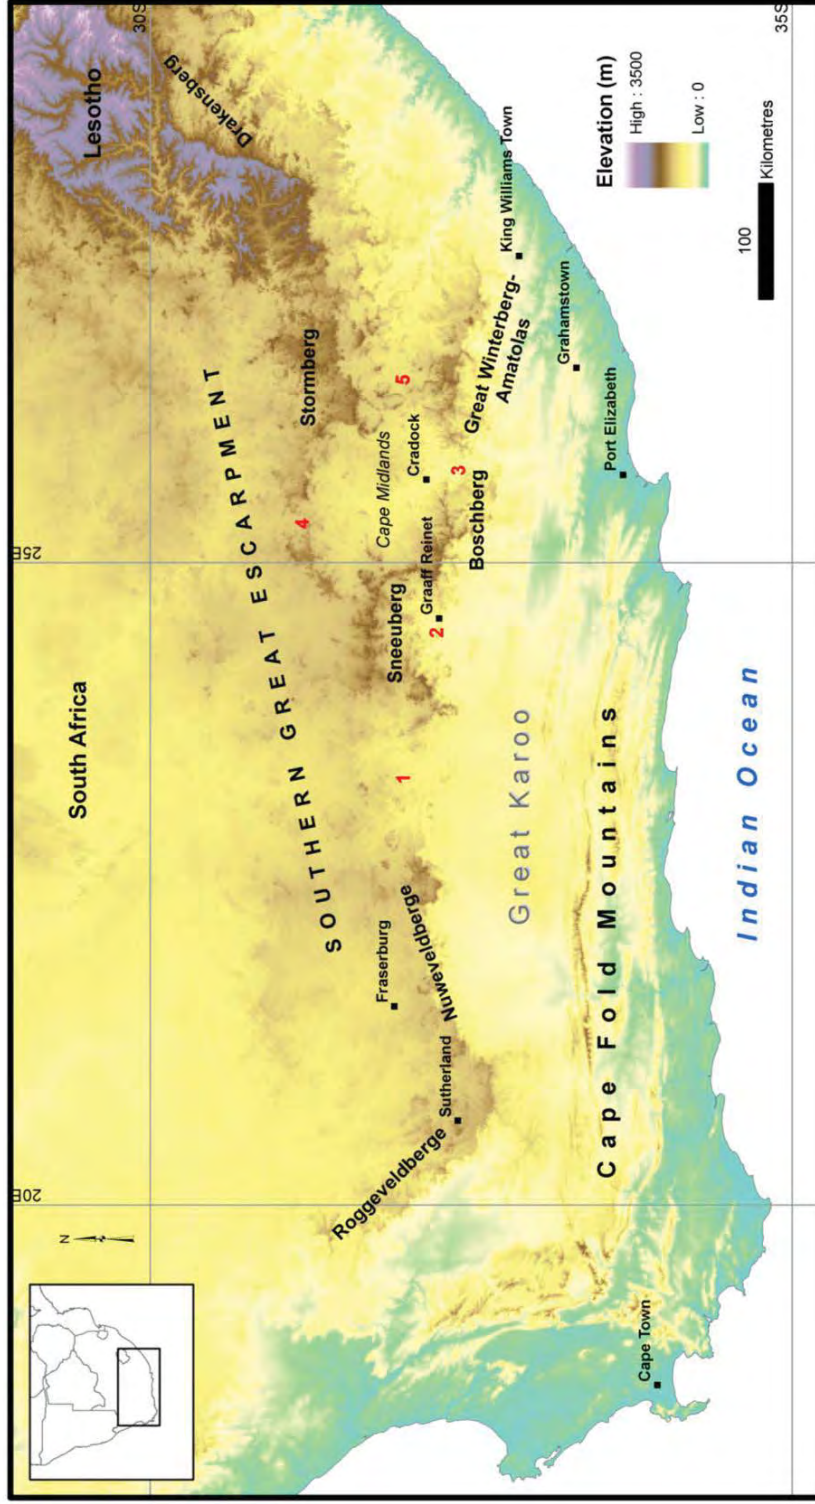 20E
25E
30S
35S
N
South Africa
Lesotho
Drakensberg
SOUTHERN GREAT ESCARPMENT
Stormberg
4
5
Cape Midlands
Cradock
3
Great Winterberg-
Amatolas
King Williams Town
Grahamstown
Port Elizabeth
Boschberg
Sneeuberg
Graaff Reinet
2
1
Nuweveldberge
Fraserburg
Sutherland
Roggeveldberge
Great Karoo
Cape Fold Mountains
Cape Town
Indian Ocean
Elevation (m)
High : 3500
Low : 0
100
Kilometres